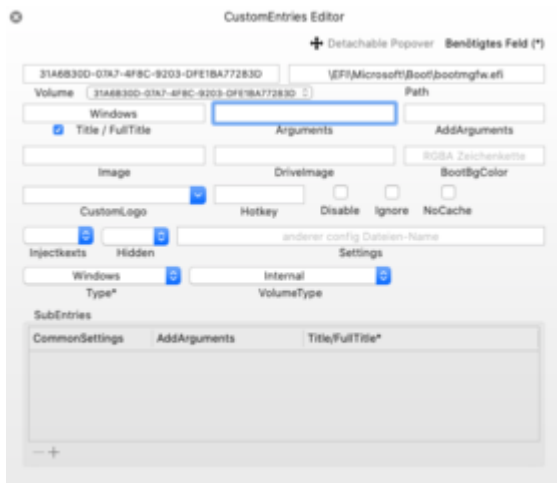 CustomEntries Editor
Detachable Popover Benötigtes Feld (*)
31A6B30D-07A7-4F8C-9203-DFE1BA77283D \EFI\Microsoft\Boot\bootmgfw.efi
Volume 31A6B30D-07A7-4F8C-9203-DFE1BA77283D Path
Windows
Title / FullTitle Arguments AddArguments
RGBA Zeichenkette
Image DriveImage BootBgColor
CustomLogo Hotkey Disable Ignore NoCache
anderer config Dateien-Name
Injectkexts Hidden Settings
Windows Internal
Type* VolumeType
SubEntries
CommonSettings AddArguments Title/FullTitle*